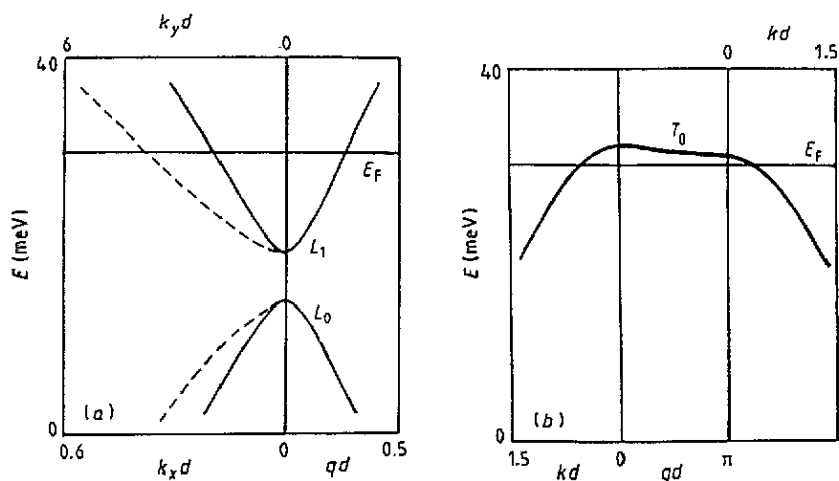 k_y d
6 0
40
E_F
E (meV)
L_1
L_0
(a)
0
0.6 k_x d 0 qd 0.5
kd
0 1.5
40
T_0
E_F
E (meV)
(b)
0
1.5 kd 0 qd π